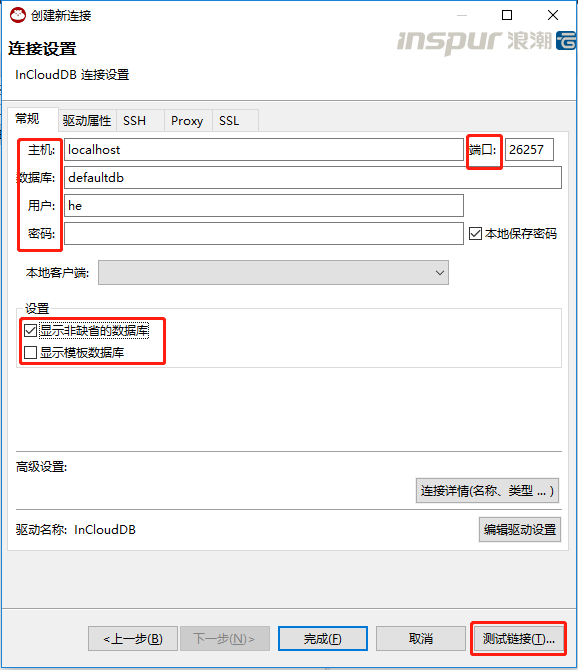 创建新连接
连接设置
inspur 浪潮 云
InCloudDB 连接设置
常规 驱动属性 SSH Proxy SSL
主机: localhost 端口: 26257
数据库: defaultdb
用户: he
密码: 本地保存密码
本地客户端:
设置
显示非缺省的数据库
显示模板数据库
高级设置:
连接详情(名称、类型 ... )
驱动名称: InCloudDB 编辑驱动设置
<上一步(B) 下一步(N)> 完成(F) 取消 测试链接(T)...